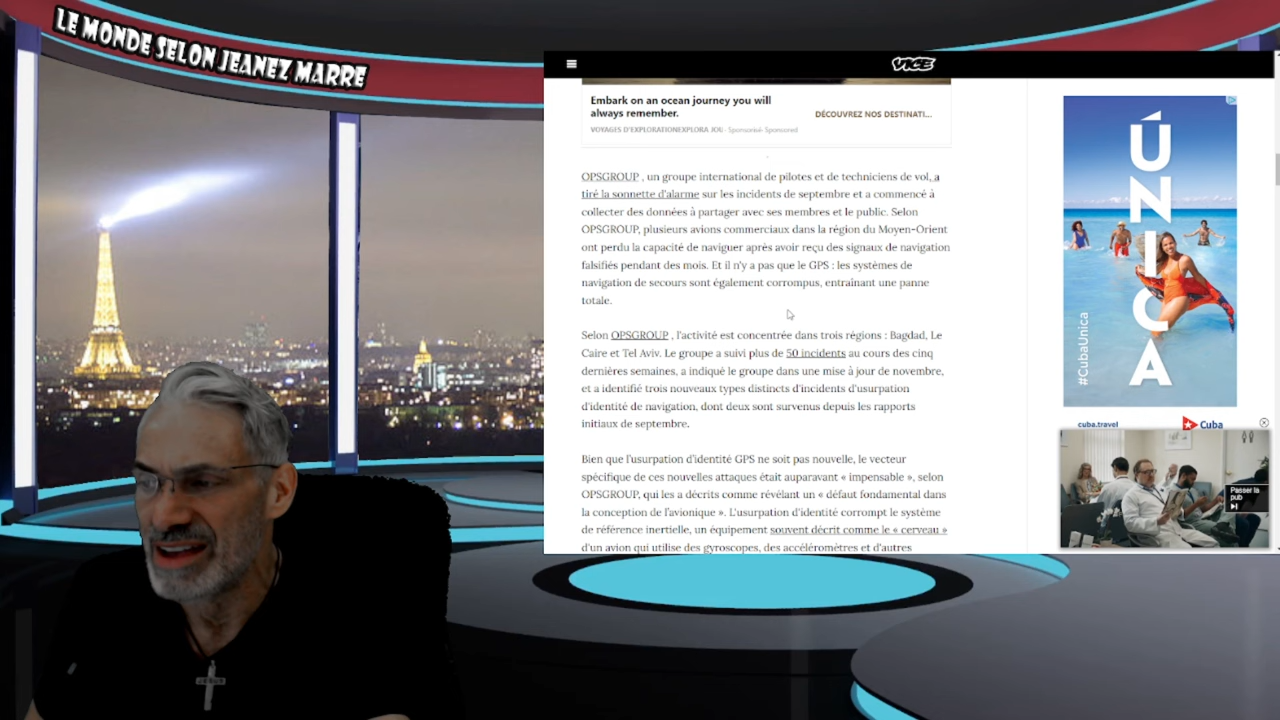 LE MONDE SELON JEANEZ MARRE
VICE
Embark on an ocean journey you will
always remember.
DÉCOUVREZ NOS DESTINATI...
VOYAGES D'EXPLORATIONEXPLORA JOU · Sponsorisé Sponsored
OPSGROUP , un groupe international de pilotes et de techniciens de vol, a
tiré la sonnette d'alarme sur les incidents de septembre et a commencé à
collecter des données à partager avec ses membres et le public. Selon
OPSGROUP, plusieurs avions commerciaux dans la région du Moyen-Orient
ont perdu la capacité de naviguer après avoir reçu des signaux de navigation
falsifiés pendant des mois. Et il n'y a pas que le GPS : les systèmes de
navigation de secours sont également corrompus, entraînant une panne
totale.
Selon OPSGROUP , l'activité est concentrée dans trois régions : Bagdad, Le
Caire et Tel Aviv. Le groupe a suivi plus de 50 incidents au cours des cinq
dernières semaines, a indiqué le groupe dans une mise à jour de novembre,
et a identifié trois nouveaux types distincts d'incidents d'usurpation
d'identité de navigation, dont deux sont survenus depuis les rapports
initiaux de septembre.
Bien que l'usurpation d'identité GPS ne soit pas nouvelle, le vecteur
spécifique de ces nouvelles attaques était auparavant « impensable », selon
OPSGROUP, qui les a décrits comme révélant un « défaut fondamental dans
la conception de l'avionique ». L'usurpation d'identité corrompt le système
de référence inertielle, un équipement souvent décrit comme le « cerveau »
d'un avion qui utilise des gyroscopes, des accéléromètres et d'autres
ÚNICA
#CubaUnica
cuba.travel
Cuba
Passer la
pub
JESUS